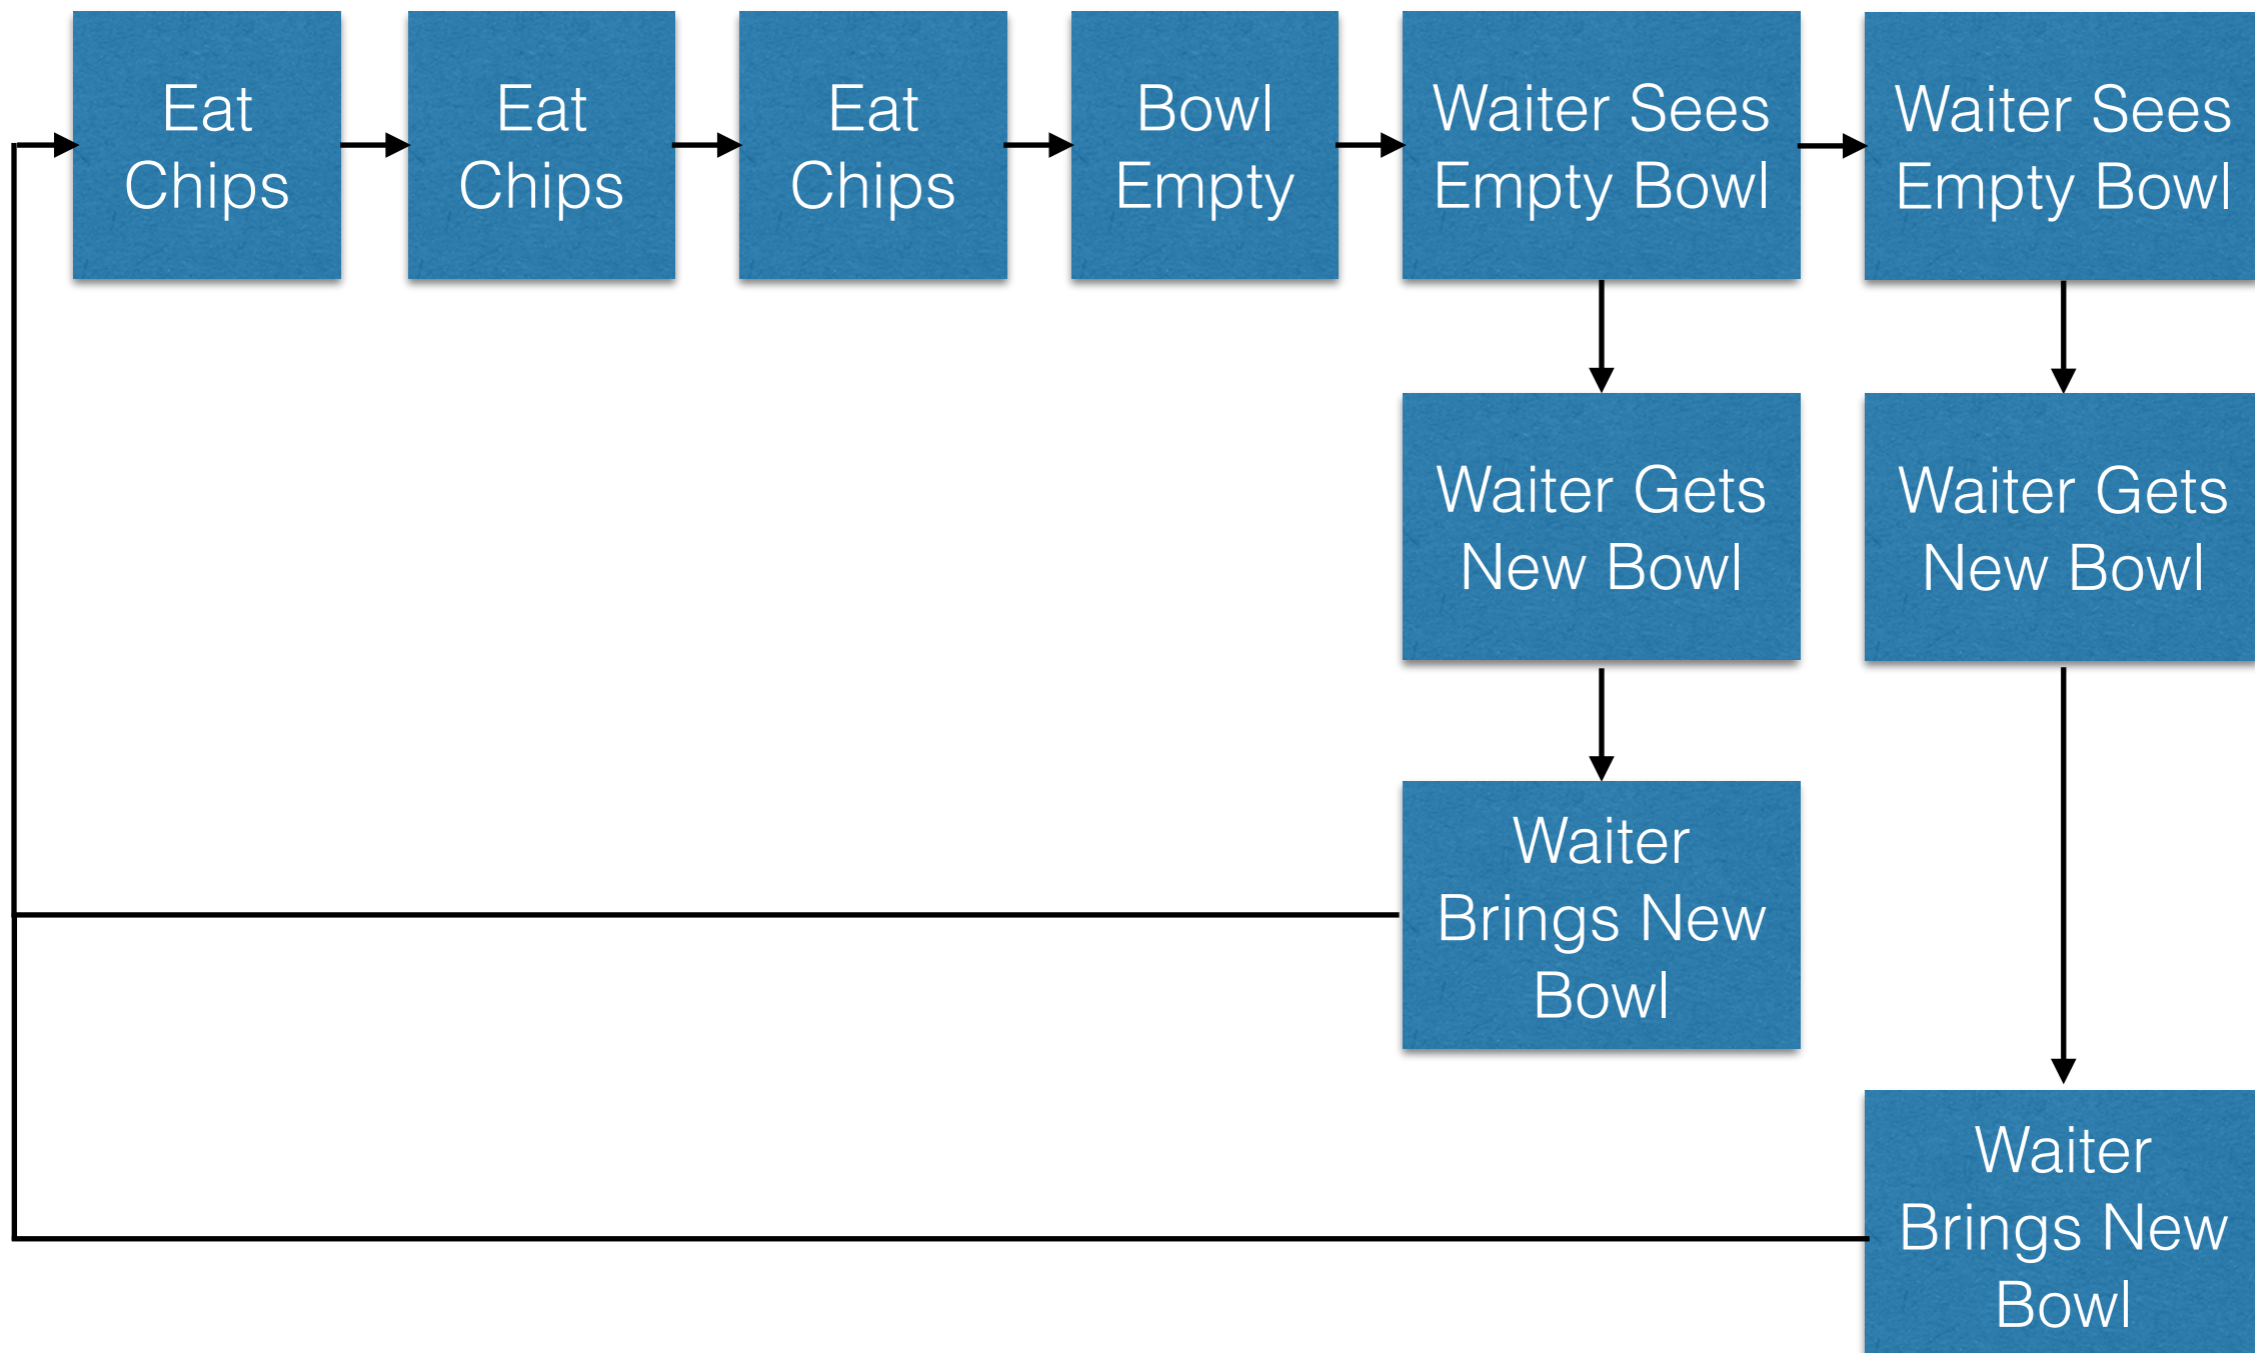 Eat
Chips
Eat
Chips
Eat
Chips
Bowl
Empty
Waiter Sees
Empty Bowl
Waiter Sees
Empty Bowl
Waiter Gets
New Bowl
Waiter Gets
New Bowl
Waiter
Brings New
Bowl
Waiter
Brings New
Bowl